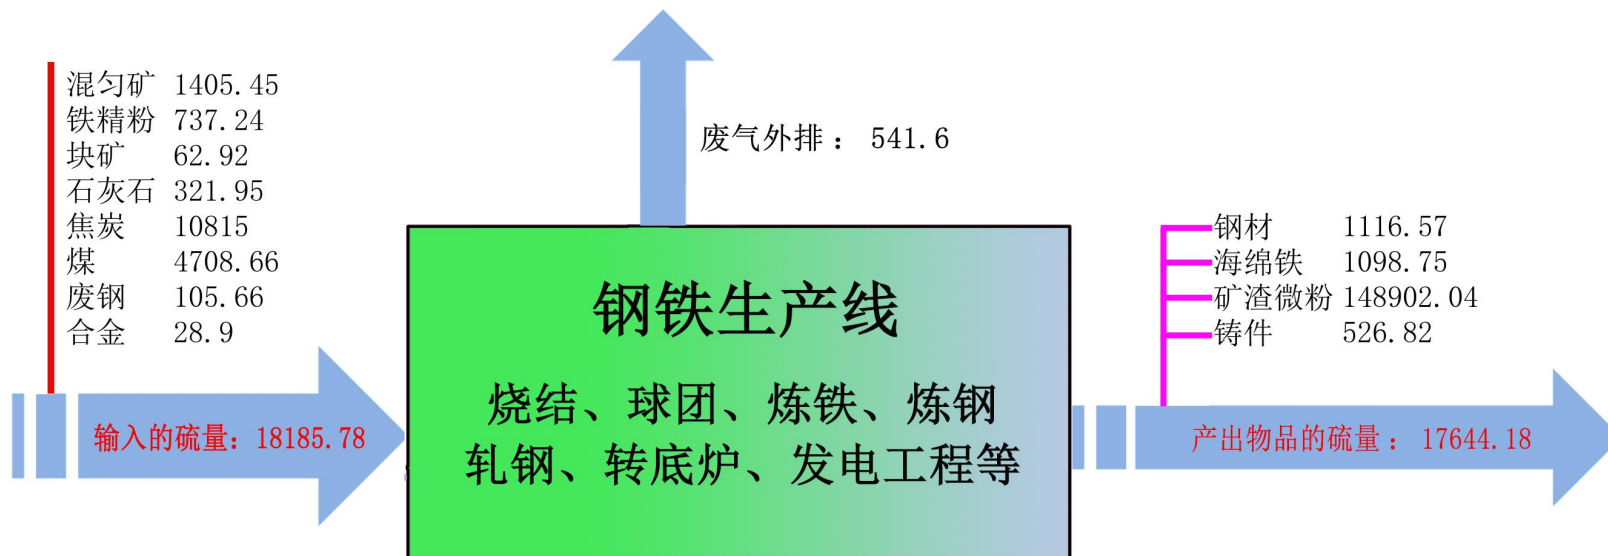 混匀矿 1405.45
铁精粉 737.24
块矿 62.92
石灰石 321.95
焦炭 10815
煤 4708.66
废钢 105.66
合金 28.9
输入的硫量：18185.78
废气外排： 541.6
钢铁生产线
烧结、球团、炼铁、炼钢
轧钢、转底炉、发电工程等
钢材 1116.57
海绵铁 1098.75
矿渣微粉 148902.04
铸件 526.82
产出物品的硫量： 17644.18